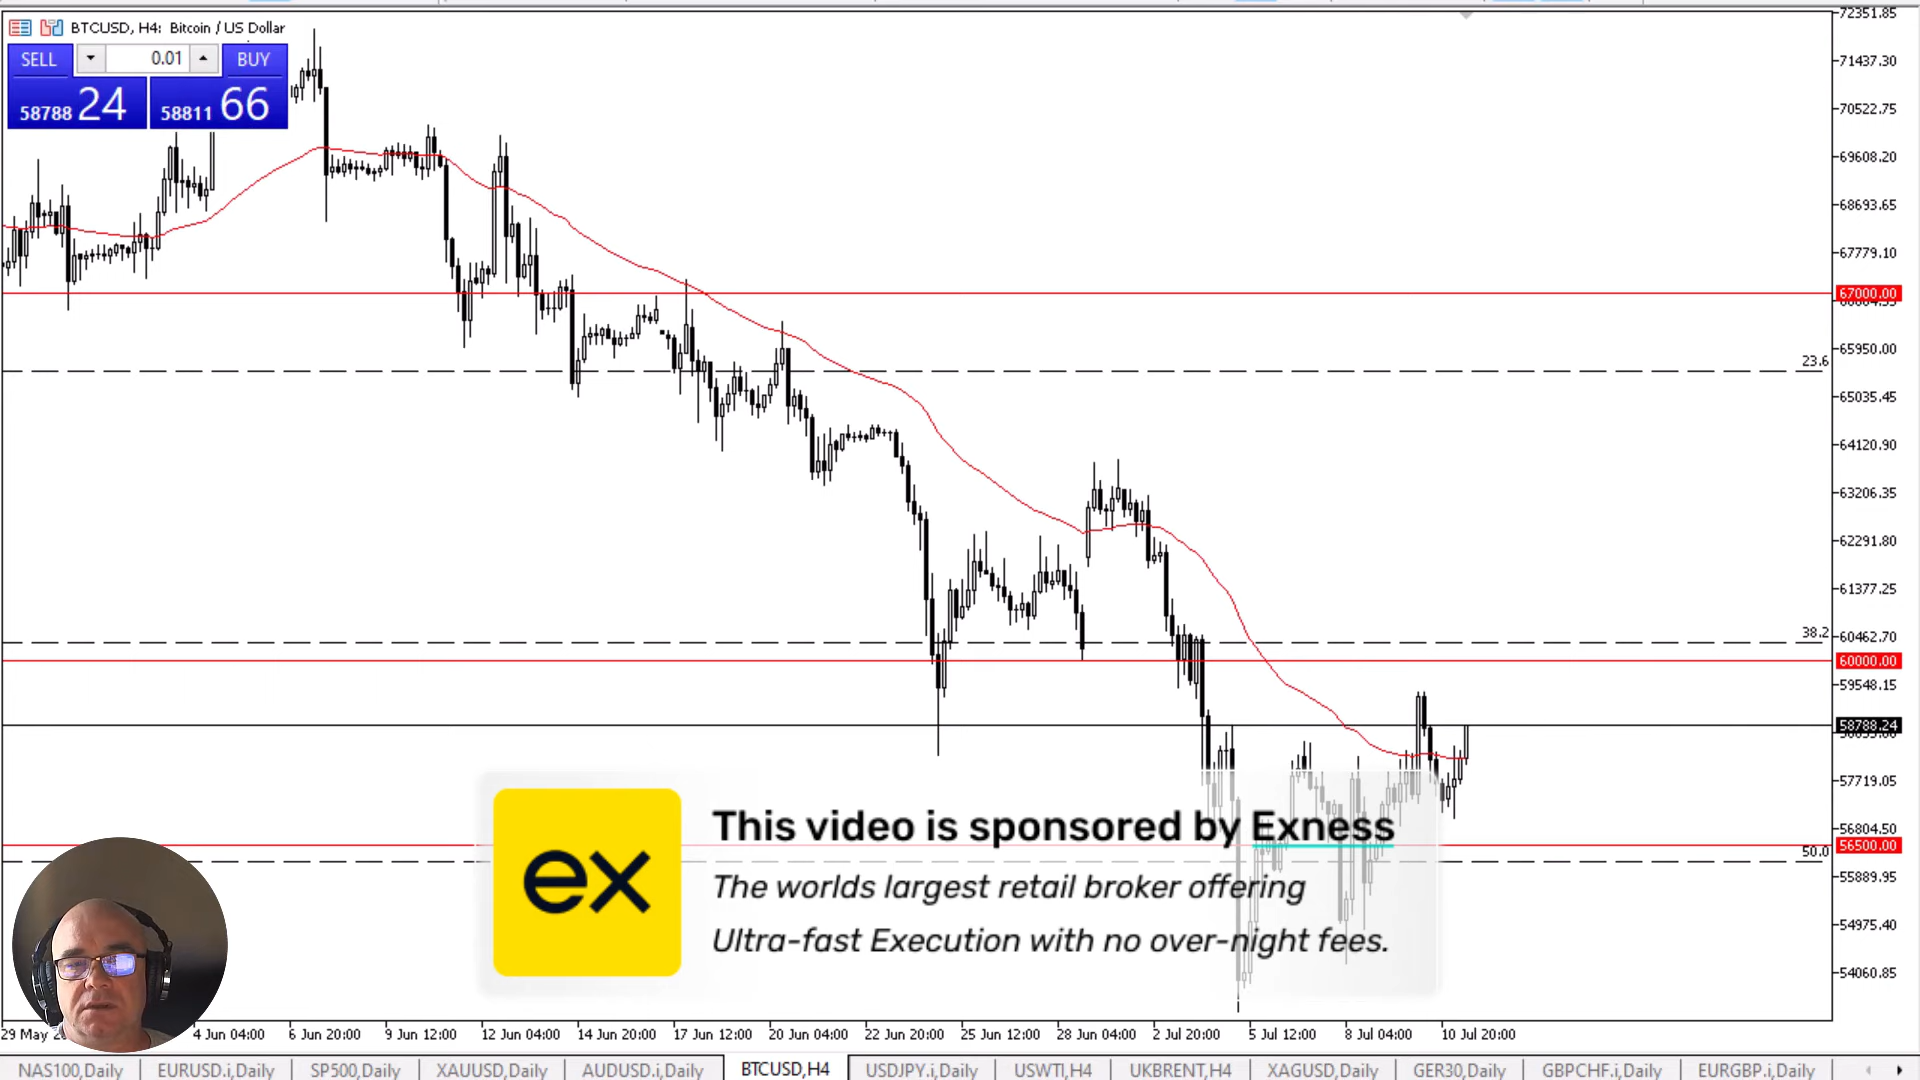 72351.85
BTCUSD, H4: Bitcoin / US Dollar
SELL 0.01 BUY
58788 24 58811 66
71437.30
70522.75
69608.20
68693.65
67779.10
67000.00
65950.00
23.6
65035.45
64120.90
63206.35
62291.80
61377.25
38.2
60462.70
60000.00
59548.15
58788.24
57719.05
This video is sponsored by Exness
56804.50
56500.00
50.0
The worlds largest retail broker offering
ex
55889.95
Ultra-fast Execution with no over-night fees.
54975.40
54060.85
29 May 4 Jun 04:00 6 Jun 20:00 9 Jun 12:00 12 Jun 04:00 14 Jun 20:00 17 Jun 12:00 20 Jun 04:00 22 Jun 20:00 25 Jun 12:00 28 Jun 04:00 2 Jul 20:00 5 Jul 12:00 8 Jul 04:00 10 Jul 20:00
NAS100,Daily EURUSD.i,Daily SP500,Daily XAUUSD,Daily AUDUSD.i,Daily BTCUSD,H4 USDJPY.i,Daily USWTI,H4 UKBRENT,H4 XAGUSD,Daily GER30,Daily GBPCHF.i,Daily EURGBP.i,Daily